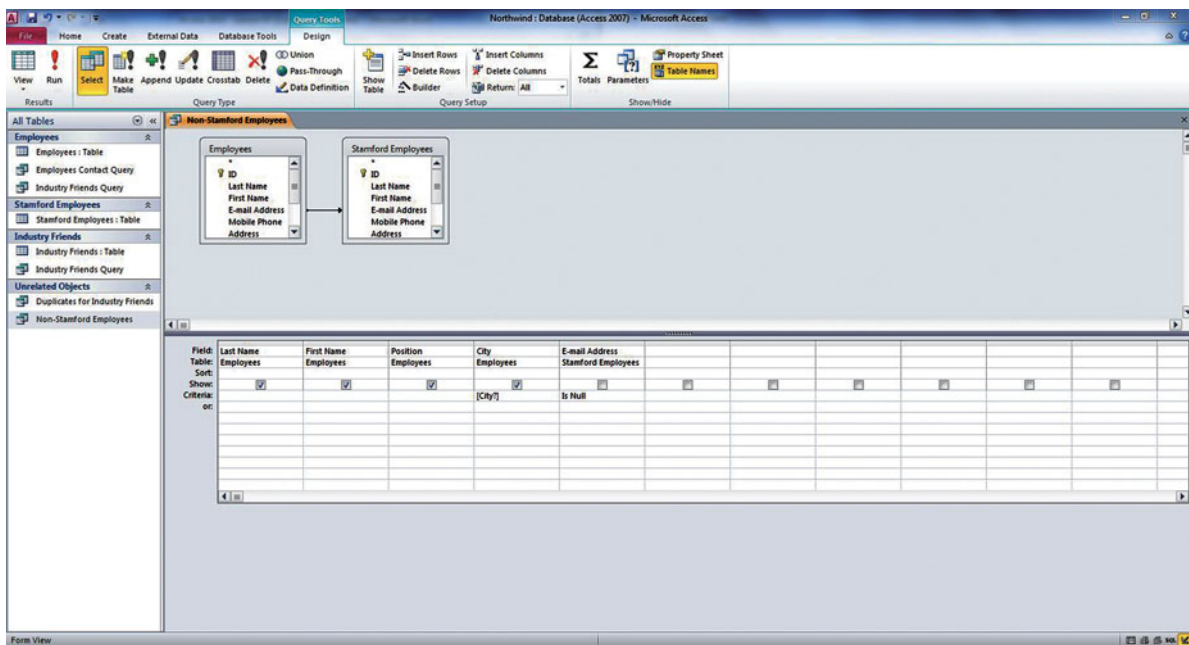 Query Tools
Northwind : Database (Access 2007) - Microsoft Access
File Home Create External Data Database Tools Design
View Run
Results
Select Make Table Append Update Crosstab Delete
Union
Pass-Through
Data Definition
Query Type
Show Table
Insert Rows
Delete Rows
Builder
Insert Columns
Delete Columns
Return: All
Query Setup
Totals Parameters
Property Sheet
Table Names
Show/Hide
All Tables
Employees
Employees : Table
Employees Contact Query
Industry Friends Query
Stamford Employees
Stamford Employees : Table
Industry Friends
Industry Friends : Table
Industry Friends Query
Unrelated Objects
Duplicates for Industry Friends
Non-Stamford Employees
Non-Stamford Employees
Employees
*
ID
Last Name
First Name
E-mail Address
Mobile Phone
Address
Stamford Employees
*
ID
Last Name
First Name
E-mail Address
Mobile Phone
Address
Field: Last Name First Name Position City E-mail Address
Table: Employees Employees Employees Employees Stamford Employees
Sort:
Show:
Criteria: [City?] Is Null
or:
Form View
SQL